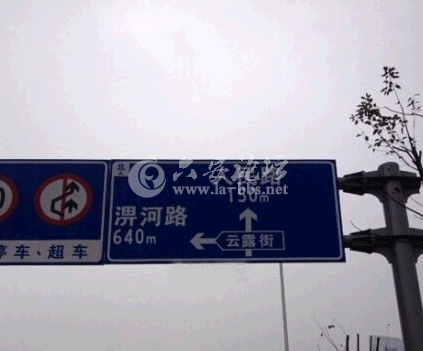 北
六安论坛
www.la-bbs.net
路
150m
淠河路
640m
云露街
停车、超车